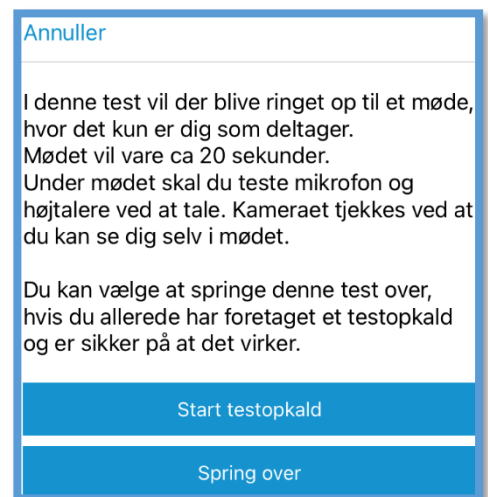 Annuller
I denne test vil der blive ringet op til et møde,
hvor det kun er dig som deltager.
Mødet vil vare ca 20 sekunder.
Under mødet skal du teste mikrofon og
højtalere ved at tale. Kameraet tjekkes ved at
du kan se dig selv i mødet.
Du kan vælge at springe denne test over,
hvis du allerede har foretaget et testopkald
og er sikker på at det virker.
Start testopkald
Spring over